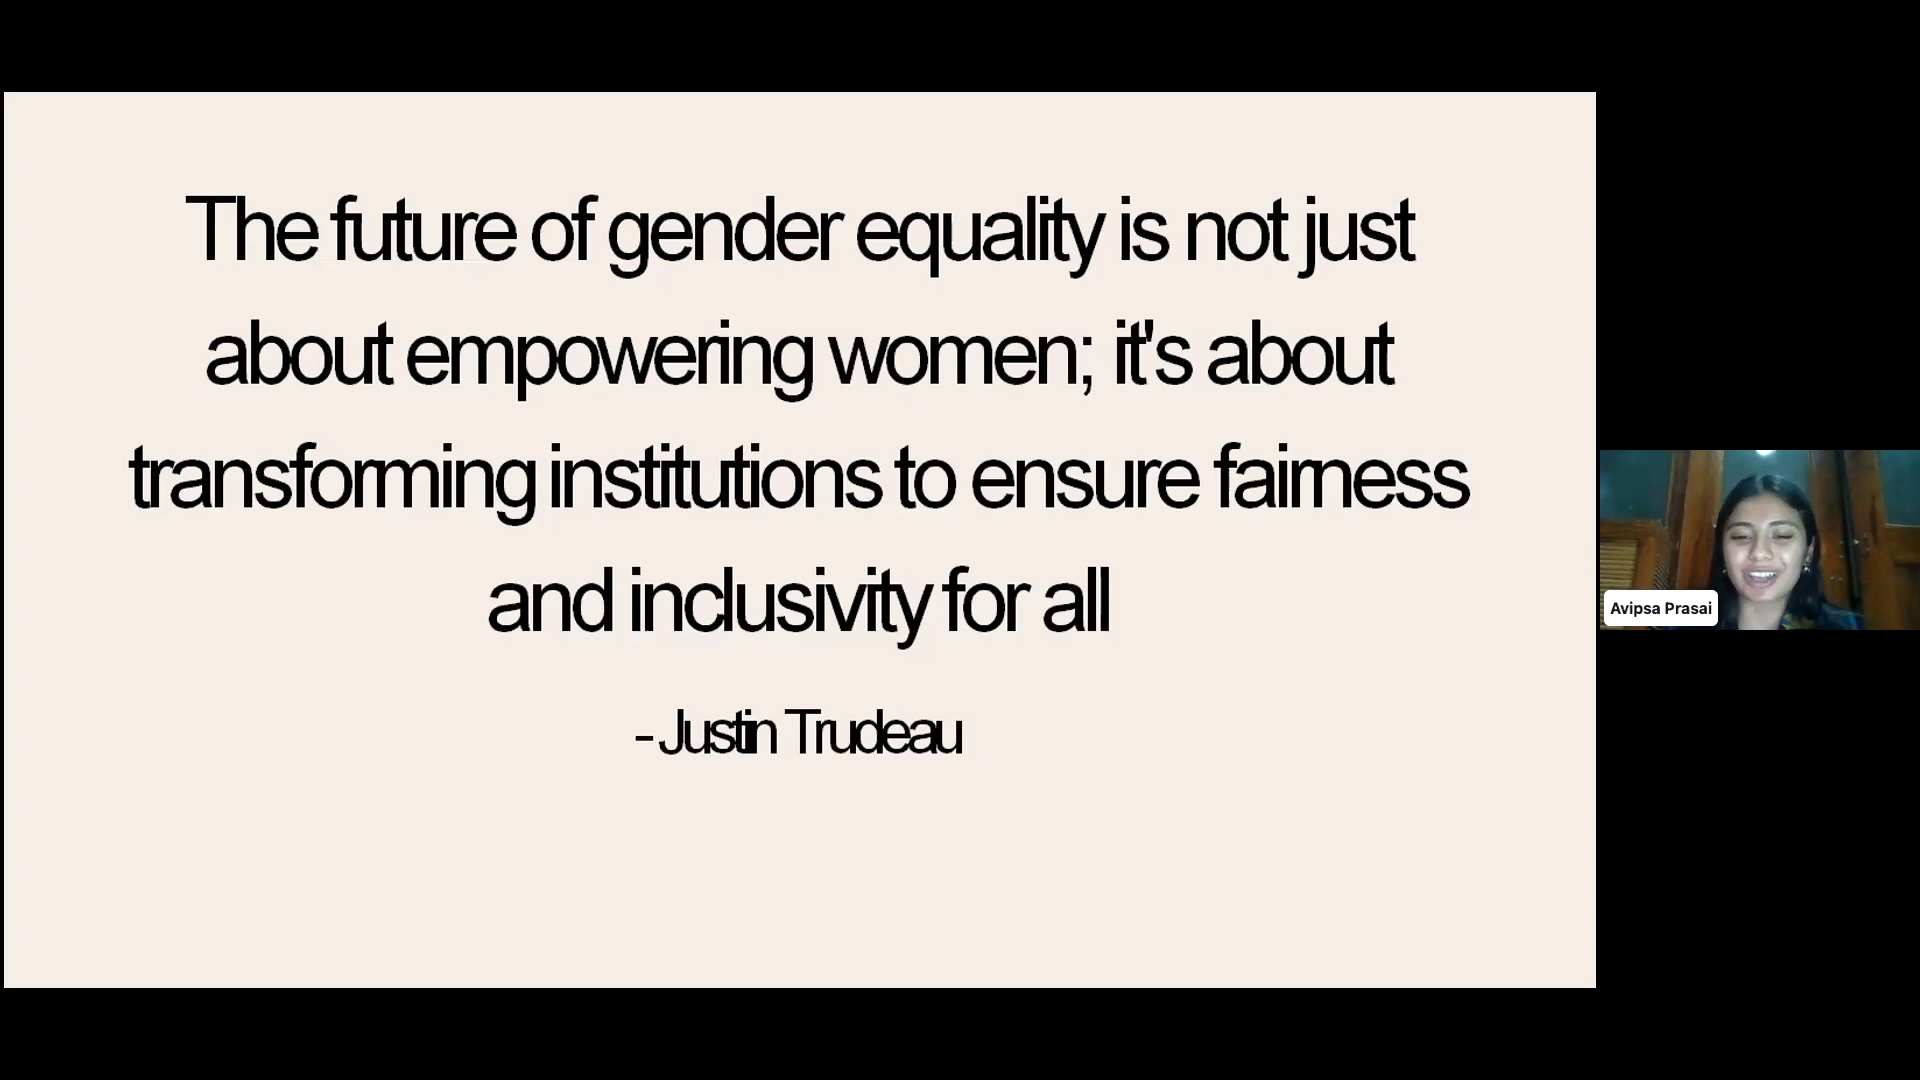 The future of gender equality is not just
about empowering women; it's about
transforming institutions to ensure fairness
and inclusivity for all
- Justin Trudeau
Avipsa Prasai